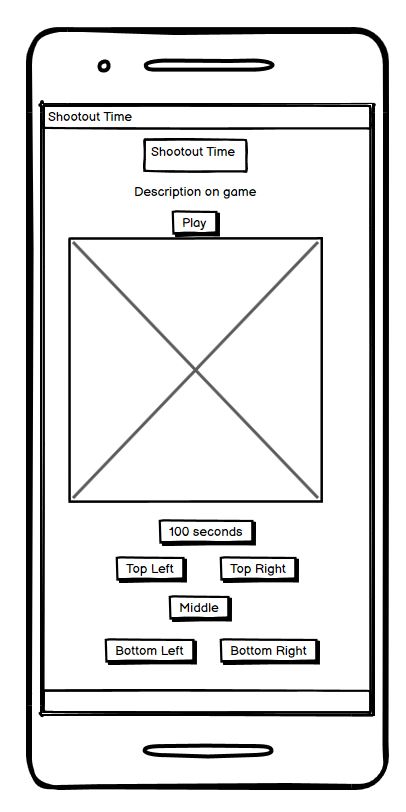 Shootout Time
Shootout Time
Description on game
Play
100 seconds
Top Left
Top Right
Middle
Bottom Left
Bottom Right